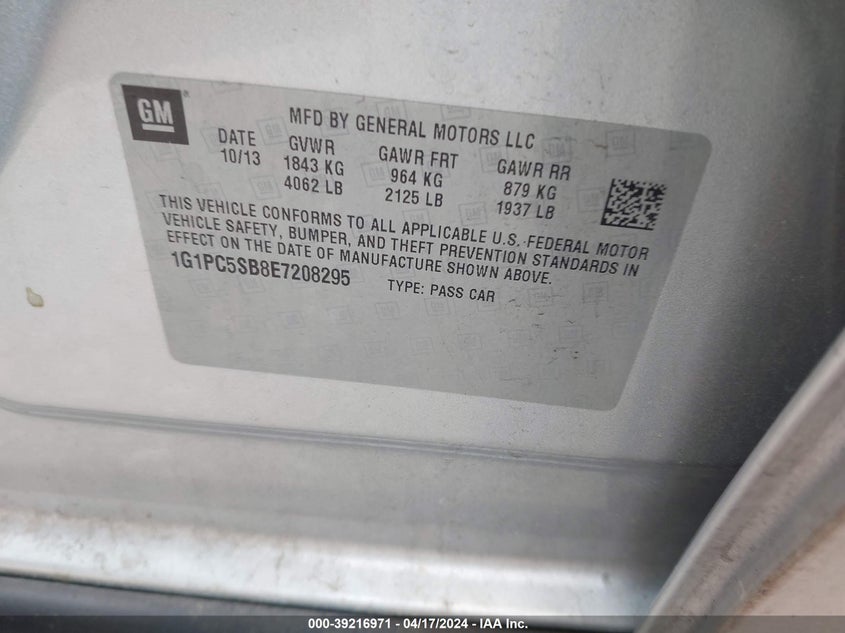 GM
MFD BY GENERAL MOTORS LLC
DATE GVWR GAWR FRT GAWR RR
10/13 1843 KG 964 KG 879 KG
4062 LB 2125 LB 1937 LB
THIS VEHICLE CONFORMS TO ALL APPLICABLE U.S. FEDERAL MOTOR
VEHICLE SAFETY, BUMPER, AND THEFT PREVENTION STANDARDS IN
EFFECT ON THE DATE OF MANUFACTURE SHOWN ABOVE.
1G1PC5SB8E7208295 TYPE: PASS CAR
000-39216971 - 04/17/2024 - IAA Inc.